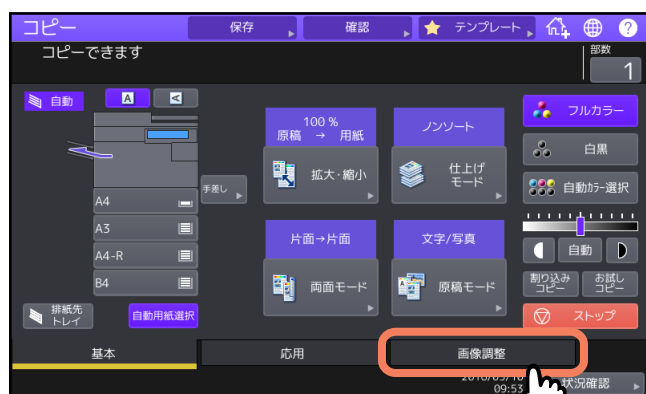 コピー
保存
確認
テンプレート
?
コピーできます
部数
1
自動
A
A
フルカラー
100 %
原稿 → 用紙
ノンソート
白黒
拡大・縮小
仕上げ
モード
自動ｶﾗｰ選択
手差し
A4
A3
片面→片面
文字/写真
自動
A4-R
B4
両面モード
原稿モード
割り込み
コピー
お試し
コピー
排紙先
トレイ
自動用紙選択
ストップ
基本
応用
画像調整
09:53
状況確認